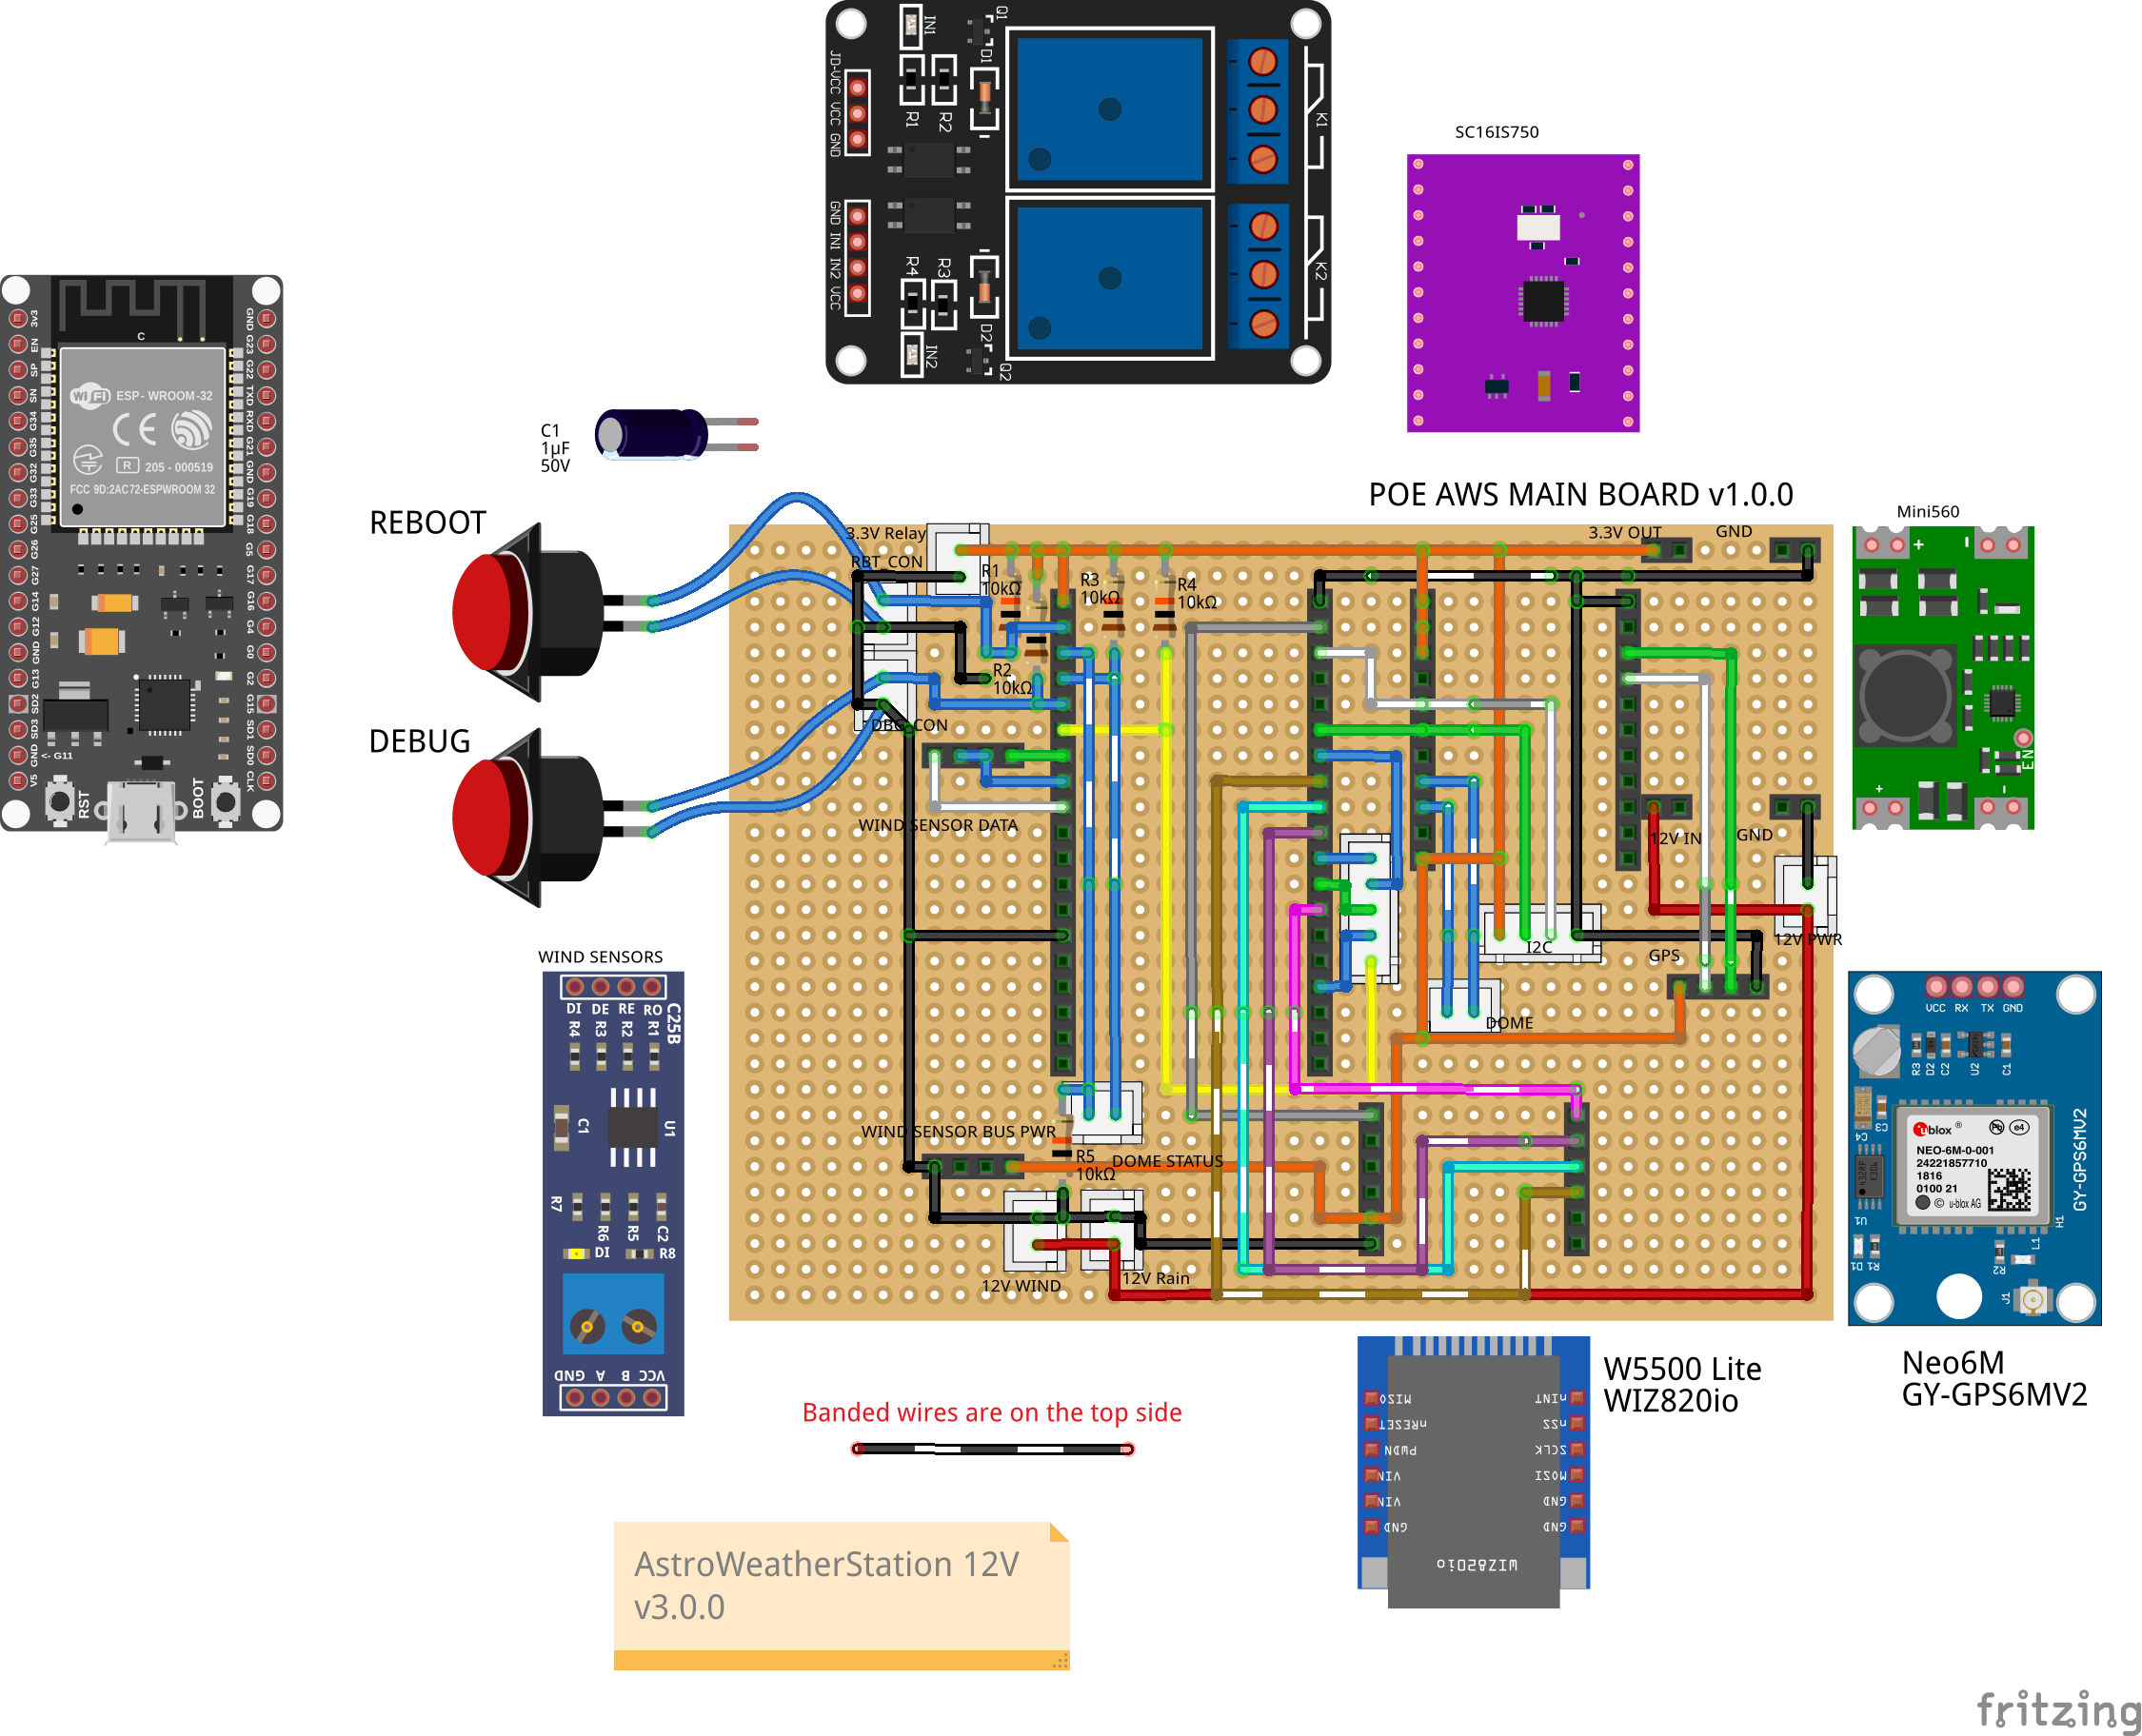 IN1
Q1
D1
R1
R2
JD-VCC VCC GND
GND IN1 IN2 VCC
K1
K2
R4
R3
D2
IN2
Q2
SC16IS750
C1
1µF
50V
POE AWS MAIN BOARD v1.0.0
Mini560
+ -
EN
+ -
C
WiFi ESP-WROOM-32
CE
R 205-000519
FCC 9D:2AC72-ESPWROOM 32
3v3
EN
SP
SN
G34
G35
G32
G33
G25
G26
G27
G14
G12
GND
G13
SD2
SD3
GND
V5
<- G11
GND
G23
G22
TXD
RXD
G21
GND
G19
G18
G5
G17
G16
G4
G0
G2
G15
SD1
SD0
CLK
RST
BOOT
REBOOT
DEBUG
3.3V Relay
RBT_CON
R1
10kΩ
R2
10kΩ
R3
10kΩ
R4
10kΩ
3.3V OUT
GND
DBG_CON
WIND SENSOR DATA
12V IN
GND
12V PWR
I2C
GPS
DOME
WIND SENSOR BUS PWR
R5
10kΩ
DOME STATUS
12V WIND
12V Rain
WIND SENSORS
DI DE RE RO
C25B
R4 R3 R2 R1
C1
U1
R7
R6 R5 C2
DI
R8
GND A B VCC
VCC RX TX GND
R3 D2 C2 U2 C1
C4
C3
ublox ®
Pb e4
NEO-6M-0-001
24221857710
1816
0100 21
© u-blox AG
GY-GPS6MV2
U1
H1
L1
D1 R1
R2
J1
Neo6M
GY-GPS6MV2
W5500 Lite
WIZ820io
MISO
nRESET
PWDN
VIN
VIN
GND
nINT
nSS
SCLK
MOSI
GND
GND
WIZ820io
Banded wires are on the top side
AstroWeatherStation 12V
v3.0.0
fritzing